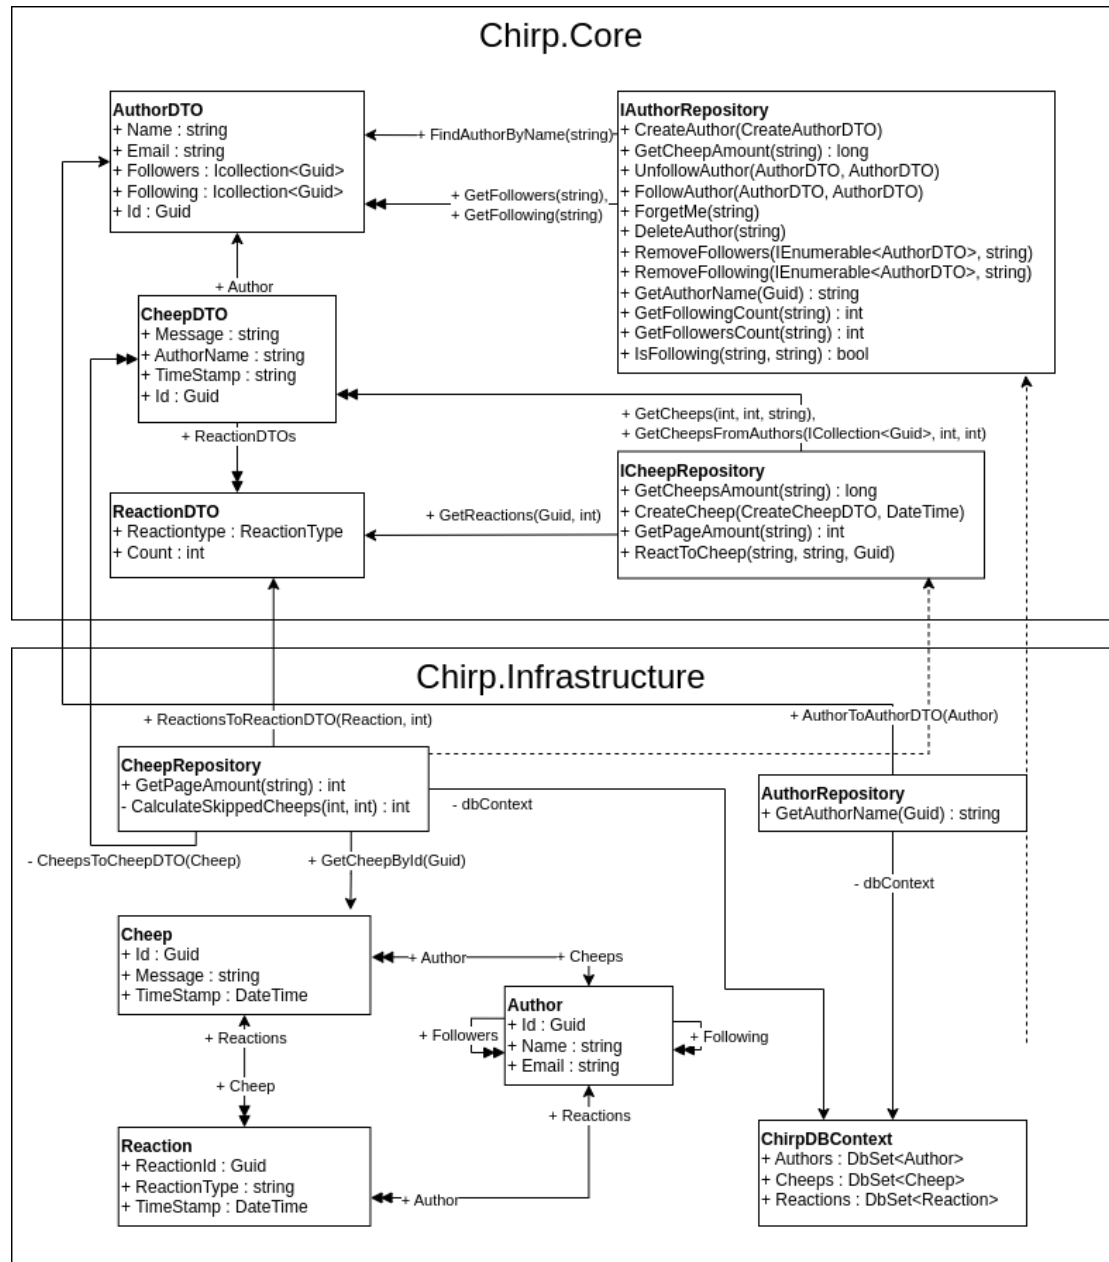 Chirp.Core
AuthorDTO
+ Name : string
+ Email : string
+ Followers : Icollection<Guid>
+ Following : Icollection<Guid>
+ Id : Guid
+ FindAuthorByName(string)
+ GetFollowers(string),
+ GetFollowing(string)
IAuthorRepository
+ CreateAuthor(CreateAuthorDTO)
+ GetCheepAmount(string) : long
+ UnfollowAuthor(AuthorDTO, AuthorDTO)
+ FollowAuthor(AuthorDTO, AuthorDTO)
+ ForgetMe(string)
+ DeleteAuthor(string)
+ RemoveFollowers(IEnumerable<AuthorDTO>, string)
+ RemoveFollowing(IEnumerable<AuthorDTO>, string)
+ GetAuthorName(Guid) : string
+ GetFollowingCount(string) : int
+ GetFollowersCount(string) : int
+ IsFollowing(string, string) : bool
+ Author
CheepDTO
+ Message : string
+ AuthorName : string
+ TimeStamp : string
+ Id : Guid
+ GetCheeps(int, int, string),
+ GetCheepsFromAuthors(ICollection<Guid>, int, int)
+ ReactionDTOs
ICheepRepository
+ GetCheepsAmount(string) : long
+ CreateCheep(CreateCheepDTO, DateTime)
+ GetPageAmount(string) : int
+ ReactToCheep(string, string, Guid)
ReactionDTO
+ Reactiontype : ReactionType
+ Count : int
+ GetReactions(Guid, int)
Chirp.Infrastructure
+ ReactionsToReactionDTO(Reaction, int)
+ AuthorToAuthorDTO(Author)
CheepRepository
+ GetPageAmount(string) : int
- CalculateSkippedCheeps(int, int) : int
- dbContext
AuthorRepository
+ GetAuthorName(Guid) : string
- CheepsToCheepDTO(Cheep)
+ GetCheepById(Guid)
- dbContext
Cheep
+ Id : Guid
+ Message : string
+ TimeStamp : DateTime
+ Author
+ Cheeps
Author
+ Id : Guid
+ Name : string
+ Email : string
+ Followers
+ Following
+ Reactions
+ Cheep
+ Reactions
Reaction
+ ReactionId : Guid
+ ReactionType : string
+ TimeStamp : DateTime
+ Author
ChirpDBContext
+ Authors : DbSet<Author>
+ Cheeps : DbSet<Cheep>
+ Reactions : DbSet<Reaction>